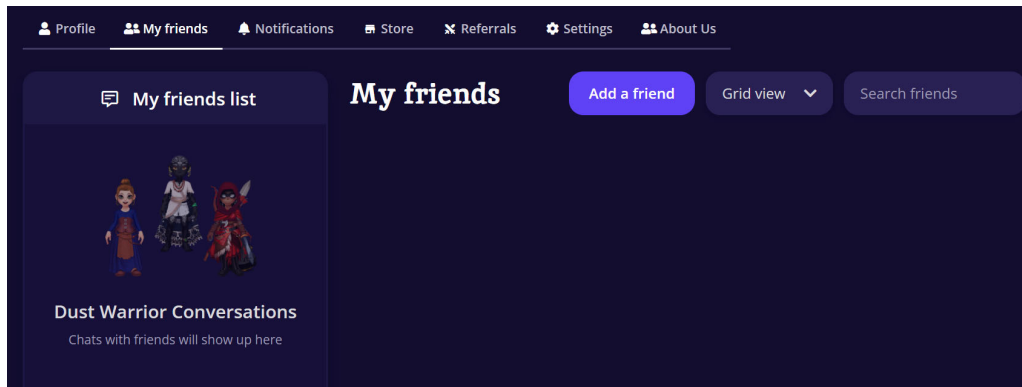 Profile My friends Notifications Store Referrals Settings About Us
My friends list
My friends Add a friend Grid view Search friends
Dust Warrior Conversations
Chats with friends will show up here